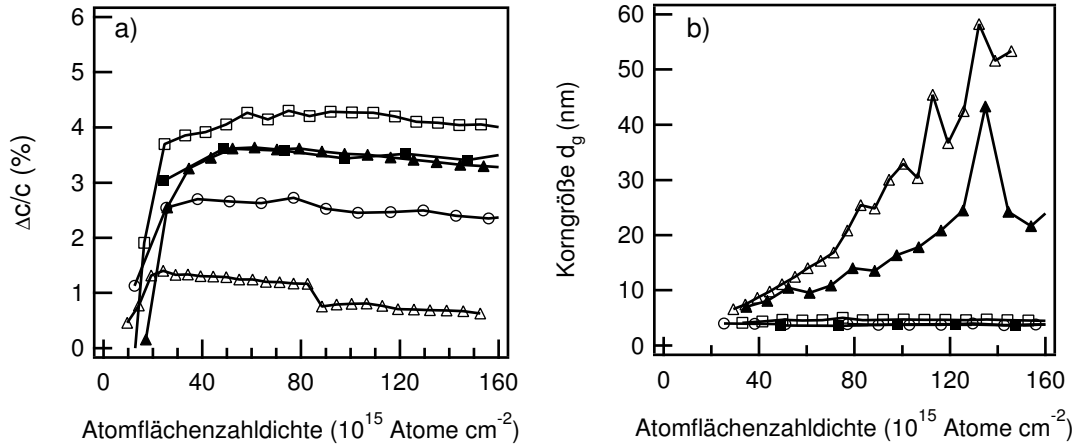 a)
6
5
4
3
2
1
0
Δc/c (%)
0 40 80 120 160
Atomflächenzahldichte (10¹⁵ Atome cm⁻²)
b)
60
50
40
30
20
10
0
Korngröße d_g (nm)
0 40 80 120 160
Atomflächenzahldichte (10¹⁵ Atome cm⁻²)